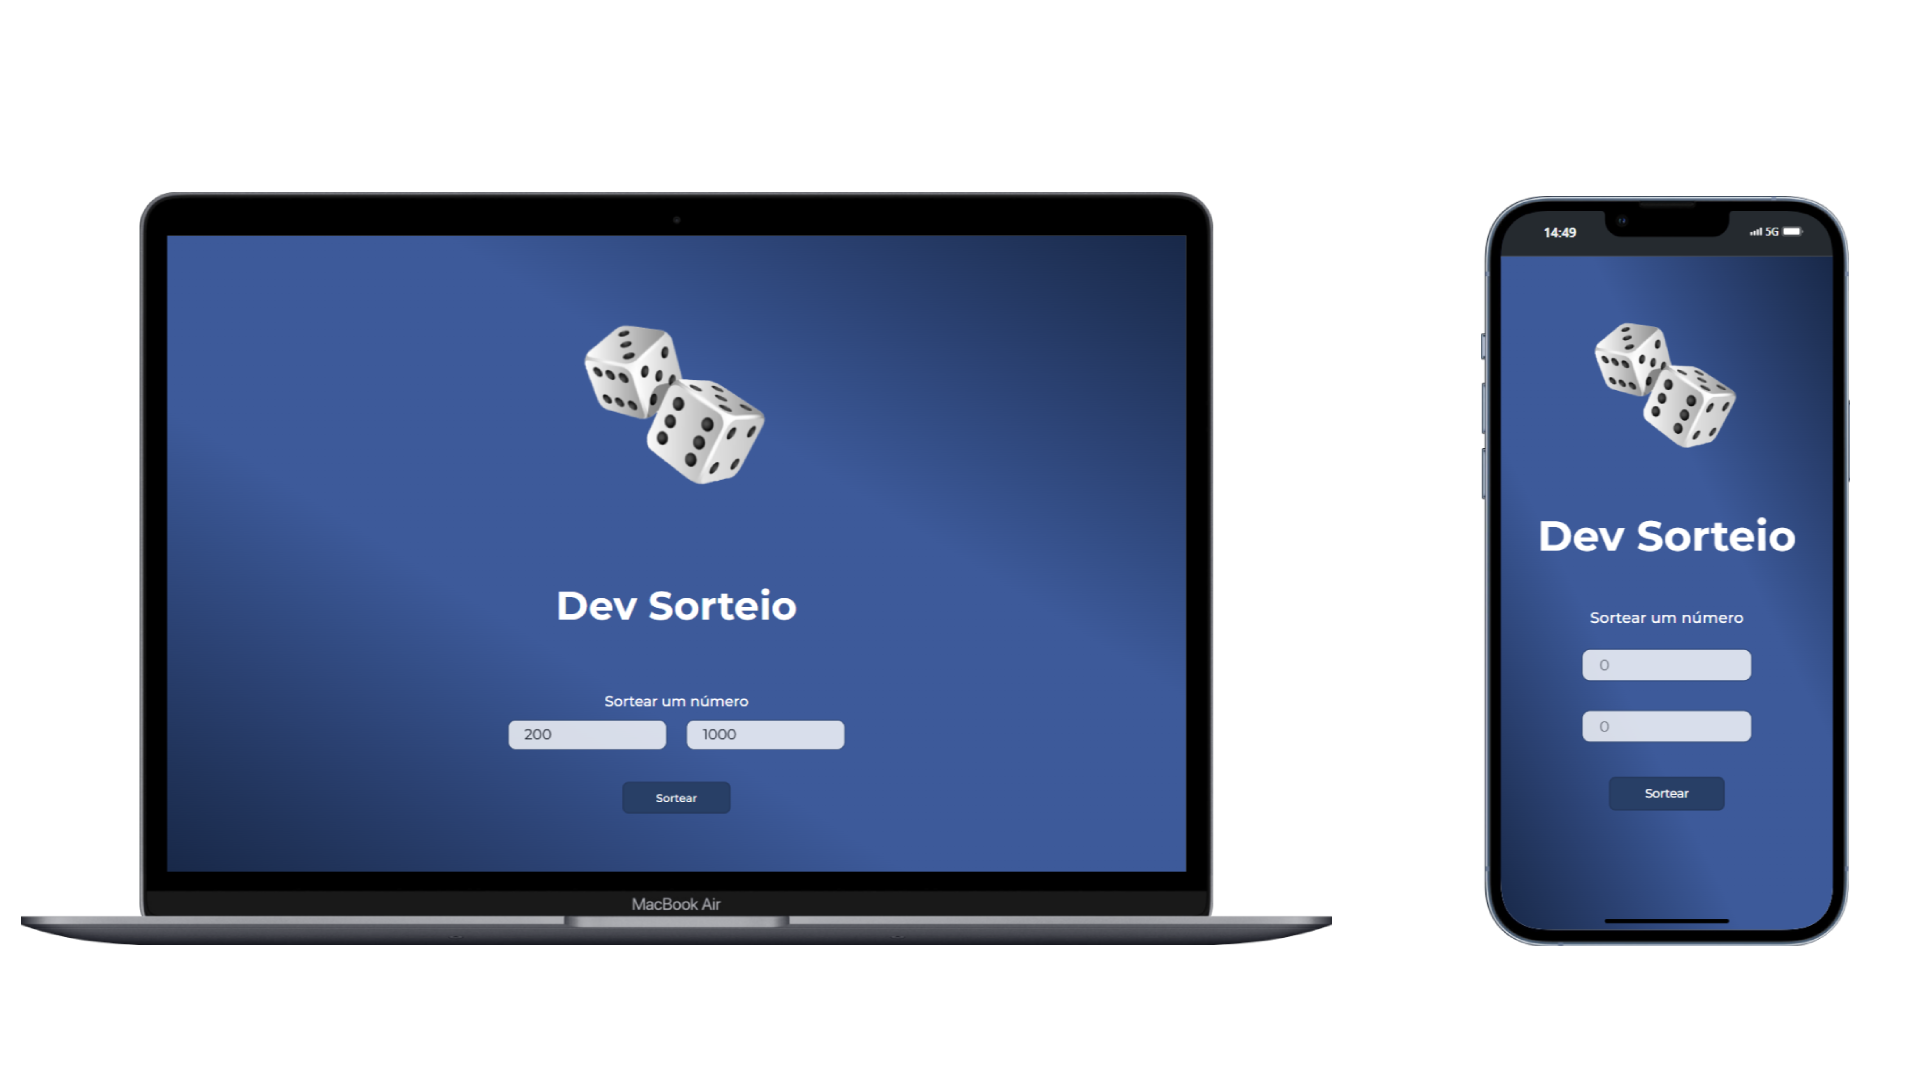 Dev Sorteio
Sortear um número
200 1000
Sortear
MacBook Air
14:49 5G
Dev Sorteio
Sortear um número
0
0
Sortear